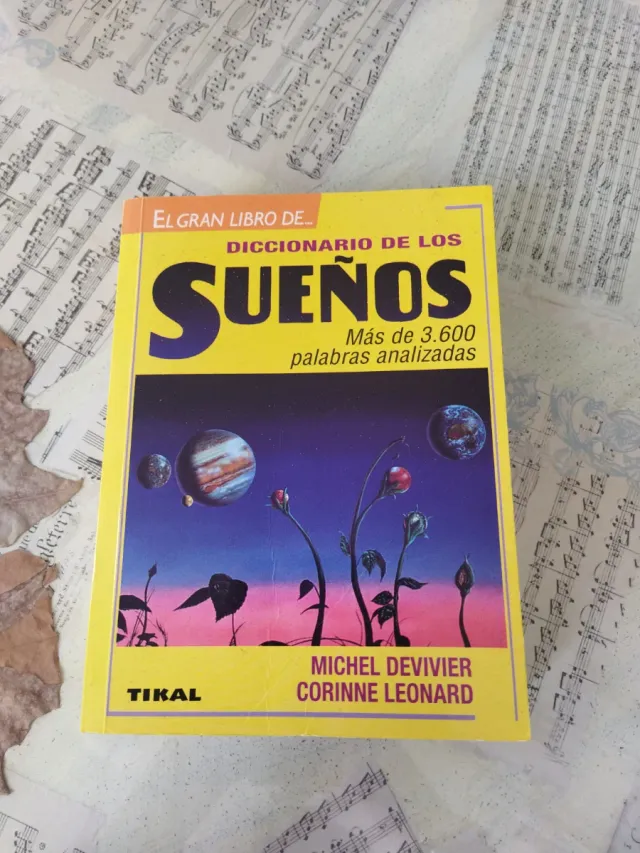 EL GRAN LIBRO DE...
DICCIONARIO DE LOS
SUEÑOS
Más de 3.600
palabras analizadas
MICHEL DEVIVIER
CORINNE LEONARD
TIKAL